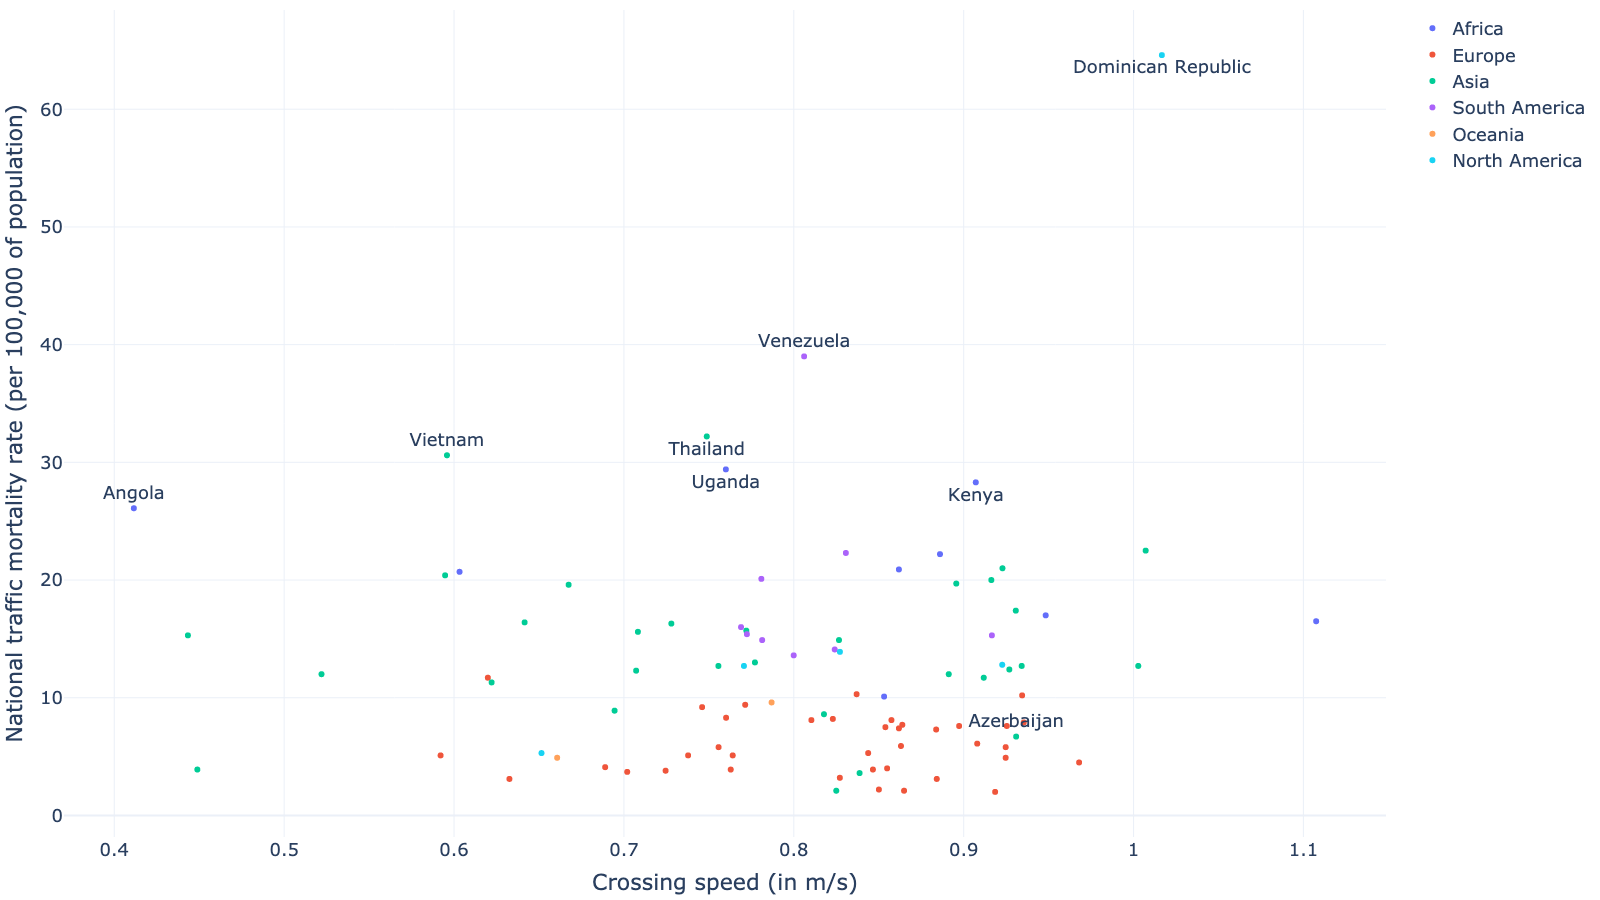 Africa
Europe
Asia
South America
Oceania
North America
Dominican Republic
Venezuela
Vietnam
Thailand
Uganda
Angola
Kenya
Azerbaijan
60
50
40
30
20
10
0
0.4
0.5
0.6
0.7
0.8
0.9
1
1.1
Crossing speed (in m/s)
National traffic mortality rate (per 100,000 of population)